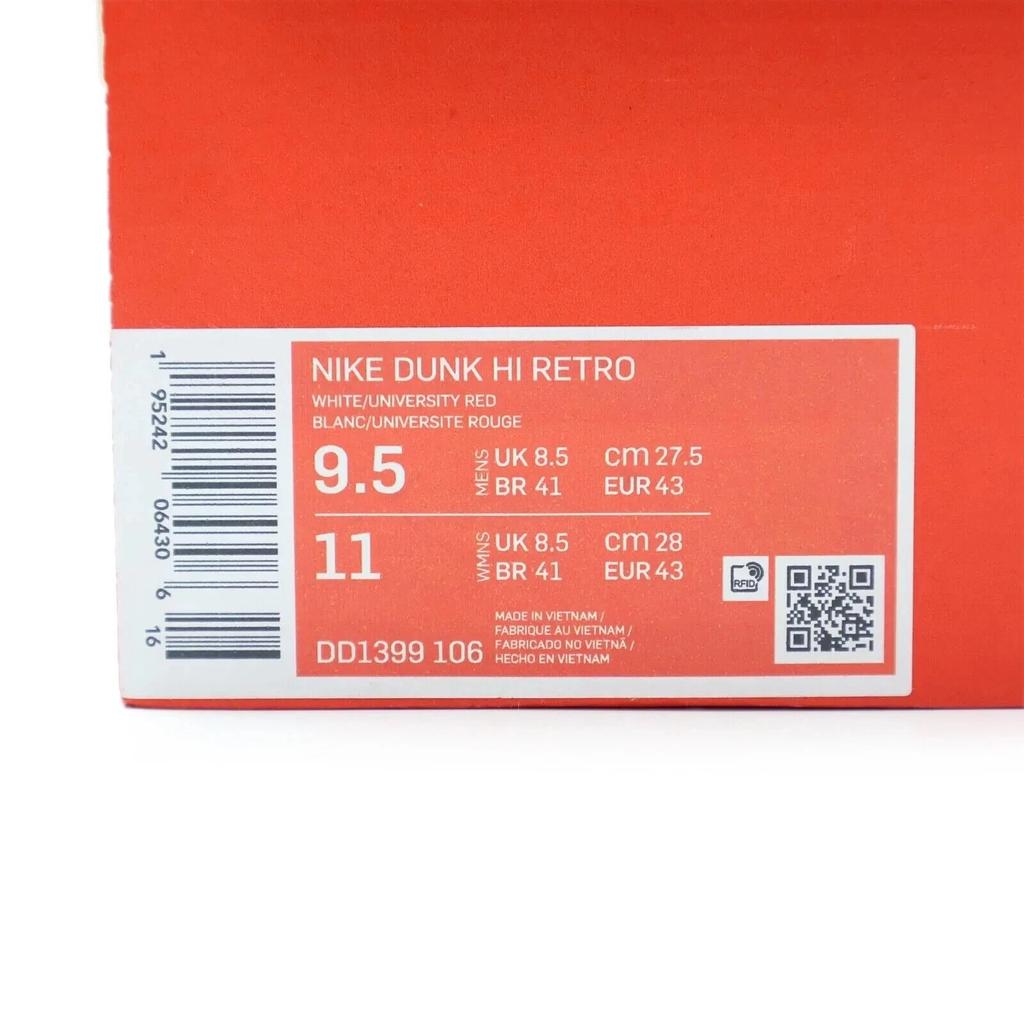 1 95242 06430 6
16
NIKE DUNK HI RETRO
WHITE/UNIVERSITY RED
BLANC/UNIVERSITE ROUGE
9.5 MENS UK 8.5 cm 27.5
BR 41 EUR 43
11 WMNS UK 8.5 cm 28
BR 41 EUR 43
RFID
DD1399 106
MADE IN VIETNAM /
FABRIQUE AU VIETNAM /
FABRICADO NO VIETNÃ /
HECHO EN VIETNAM